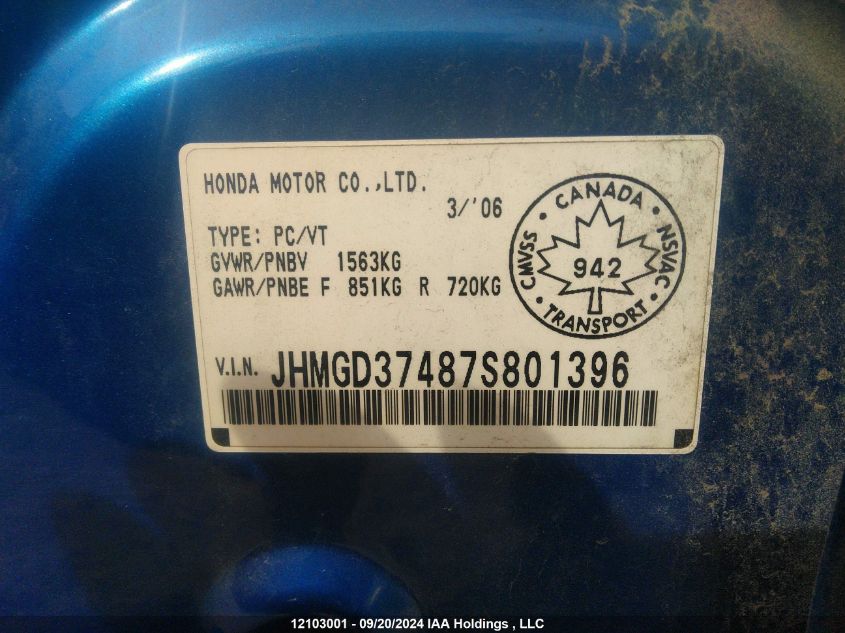 HONDA MOTOR CO.,LTD.
3/'06
TYPE: PC/VT
GVWR/PNBV 1563KG
GAWR/PNBE F 851KG R 720KG
CANADA
CMVSS
942
NSVAC
TRANSPORT
V.I.N. JHMGD37487S801396
12103001 - 09/20/2024 IAA Holdings , LLC